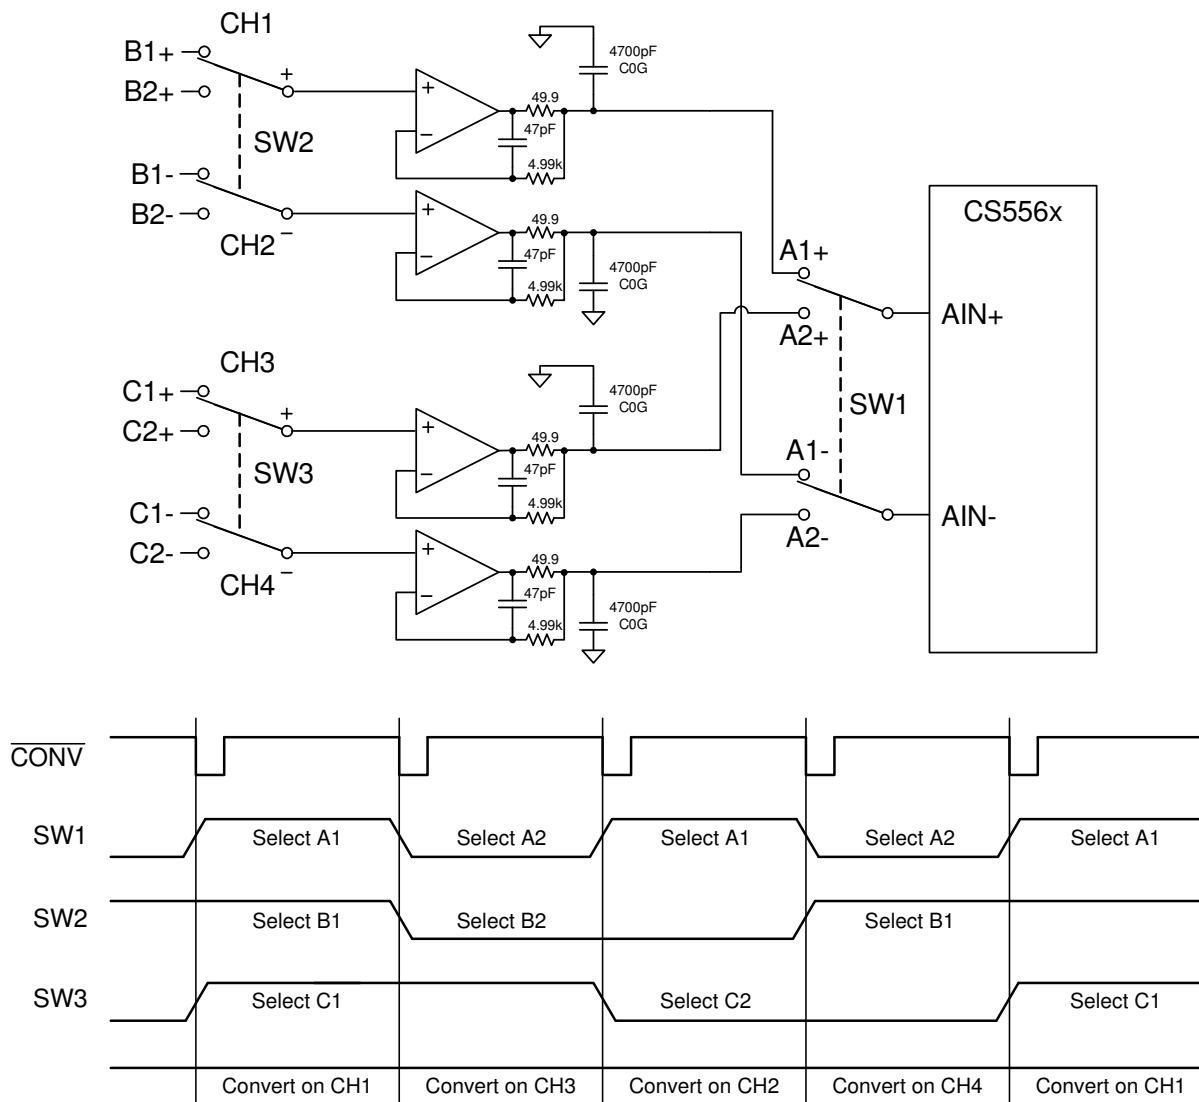 CH1
B1+
B2+
SW2
B1-
B2-
CH2
+
−
+
−
49.9
47pF
4.99k
4700pF
C0G
+
−
49.9
47pF
4.99k
4700pF
C0G
CH3
C1+
C2+
SW3
C1-
C2-
CH4
+
−
+
−
49.9
47pF
4.99k
4700pF
C0G
+
−
49.9
47pF
4.99k
4700pF
C0G
A1+
A2+
SW1
A1-
A2-
CS556x
AIN+
AIN-
CONV
SW1 Select A1 Select A2 Select A1 Select A2 Select A1
SW2 Select B1 Select B2 Select B1
SW3 Select C1 Select C2 Select C1
Convert on CH1 Convert on CH3 Convert on CH2 Convert on CH4 Convert on CH1